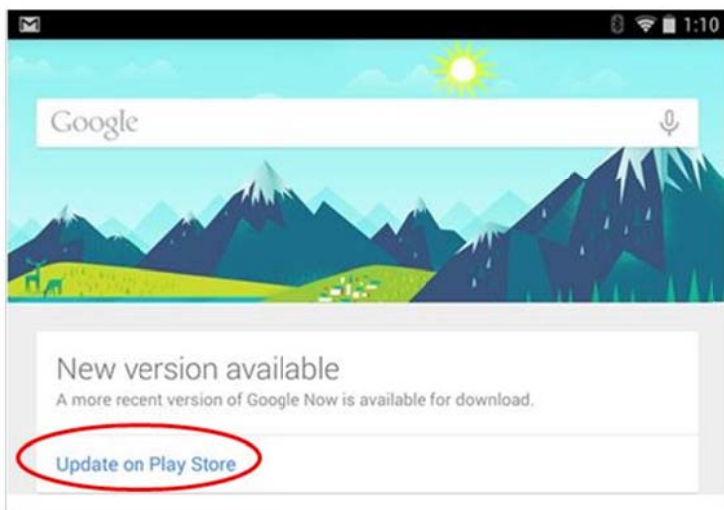 1:10
Google
New version available
A more recent version of Google Now is available for download.
Update on Play Store